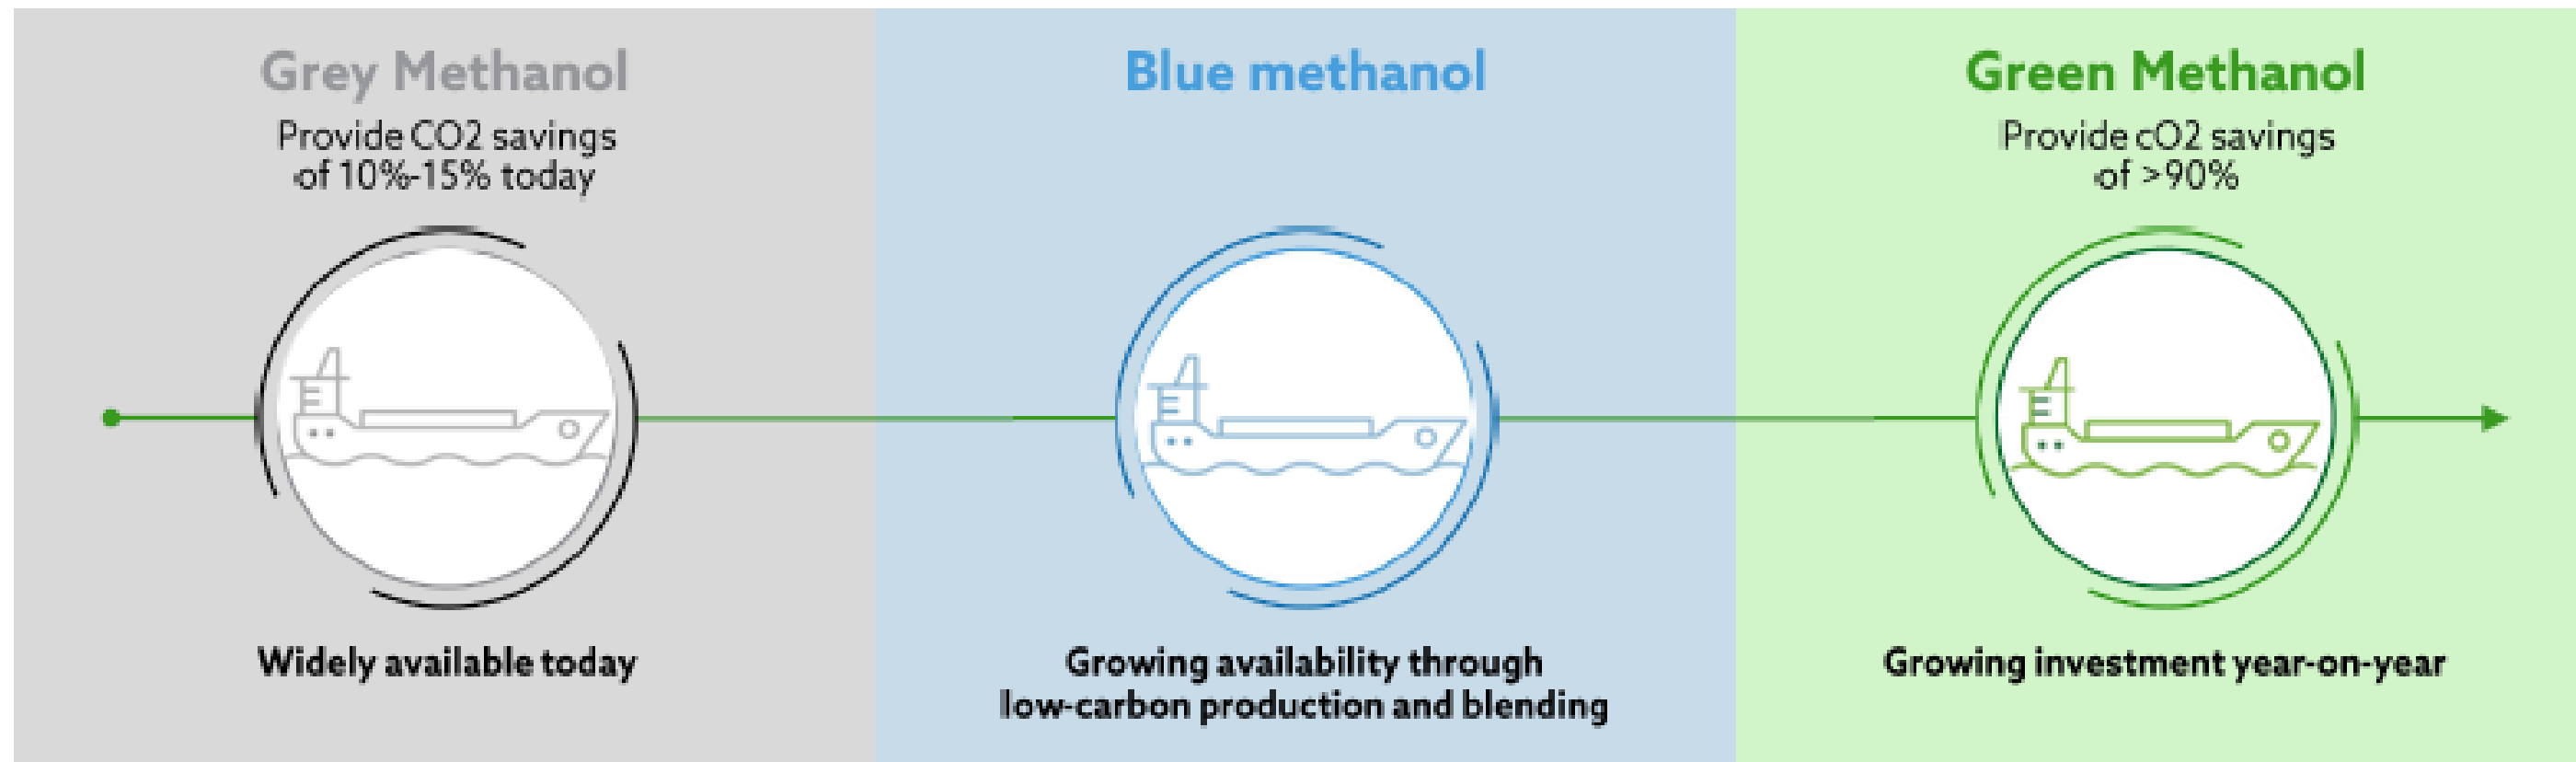 Grey Methanol
Provide CO2 savings
of 10%-15% today
Widely available today
Blue methanol
Growing availability through
low-carbon production and blending
Green Methanol
Provide cO2 savings
of >90%
Growing investment year-on-year